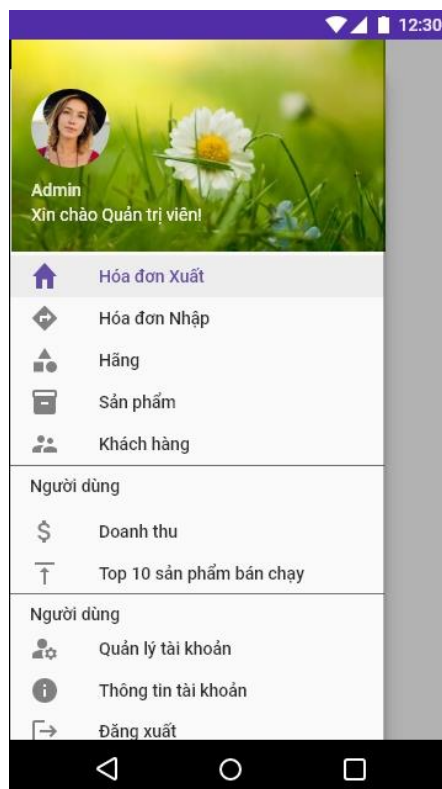 12:30
Admin
Xin chào Quản trị viên!
Hóa đơn Xuất
Hóa đơn Nhập
Hãng
Sản phẩm
Khách hàng
Người dùng
Doanh thu
Top 10 sản phẩm bán chạy
Người dùng
Quản lý tài khoản
Thông tin tài khoản
Đăng xuất